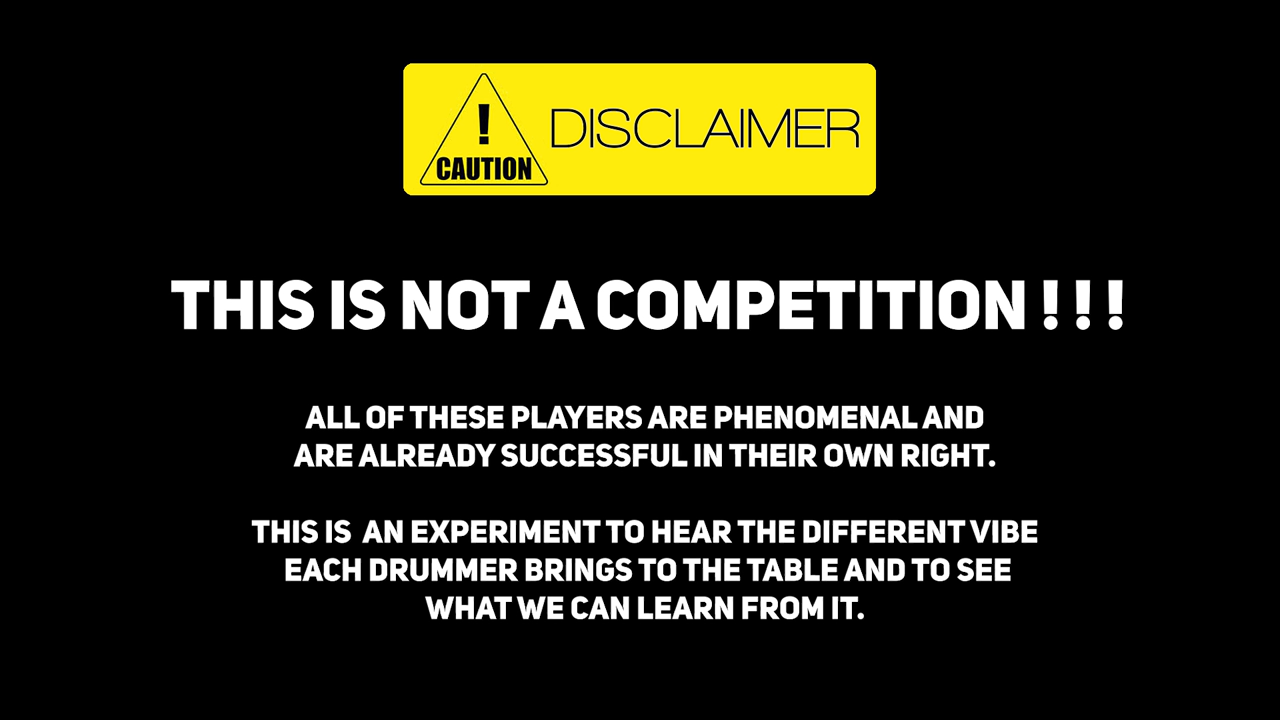 !
CAUTION
DISCLAIMER
THIS IS NOT A COMPETITION ! ! !
ALL OF THESE PLAYERS ARE PHENOMENAL AND
ARE ALREADY SUCCESSFUL IN THEIR OWN RIGHT.
THIS IS  AN EXPERIMENT TO HEAR THE DIFFERENT VIBE
EACH DRUMMER BRINGS TO THE TABLE AND TO SEE
WHAT WE CAN LEARN FROM IT.